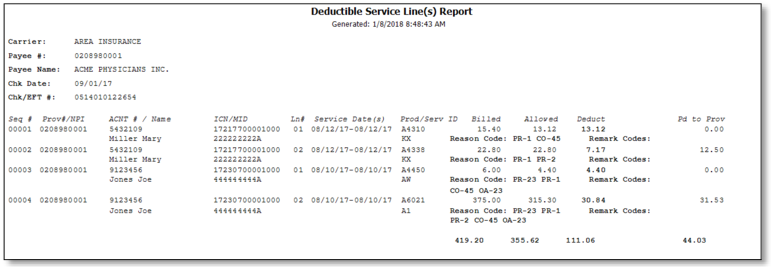 Deductible Service Line(s) Report
Generated: 1/8/2018 8:48:43 AM
Carrier: AREA INSURANCE
Payee #: 0208980001
Payee Name: ACME PHYSICIANS INC.
Chk Date: 09/01/17
Chk/EFT #: 0514010122654
Seq # Prov#/NPI ACNT # / Name ICN/MID Ln# Service Date(s) Prod/Serv ID Billed Allowed Deduct Pd to Prov
00001 0208980001 5432109 17217700001000 01 08/12/17-08/12/17 A4310 15.40 13.12 13.12 0.00
Miller Mary 222222222A KX Reason Code: PR-1 CO-45 Remark Codes:
00002 0208980001 5432109 17217700001000 02 08/12/17-08/12/17 A4338 22.80 22.80 7.17 12.50
Miller Mary 222222222A KX Reason Code: PR-1 PR-2 Remark Codes:
00003 0208980001 9123456 17230700001000 01 08/10/17-08/10/17 A4450 6.00 4.40 4.40 0.00
Jones Joe 444444444A AW Reason Code: PR-23 PR-1 Remark Codes:
CO-45 OA-23
00004 0208980001 9123456 17230700001000 02 08/10/17-08/10/17 A6021 375.00 315.30 30.84 31.53
Jones Joe 444444444A A1 Reason Code: PR-23 PR-1 Remark Codes:
PR-2 CO-45 OA-23
419.20 355.62 111.06 44.03